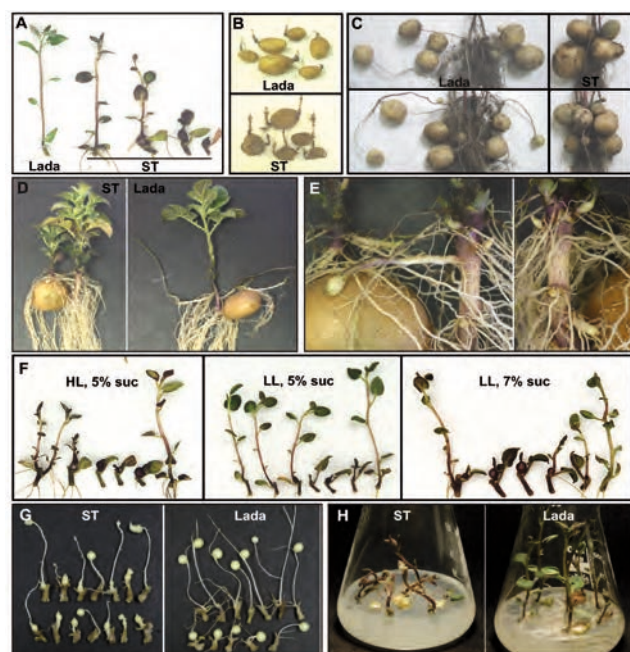 A
Lada
ST
B
Lada
ST
C
Lada
ST
D
ST
Lada
E
F
HL, 5% suc
LL, 5% suc
LL, 7% suc
G
ST
Lada
H
ST
Lada